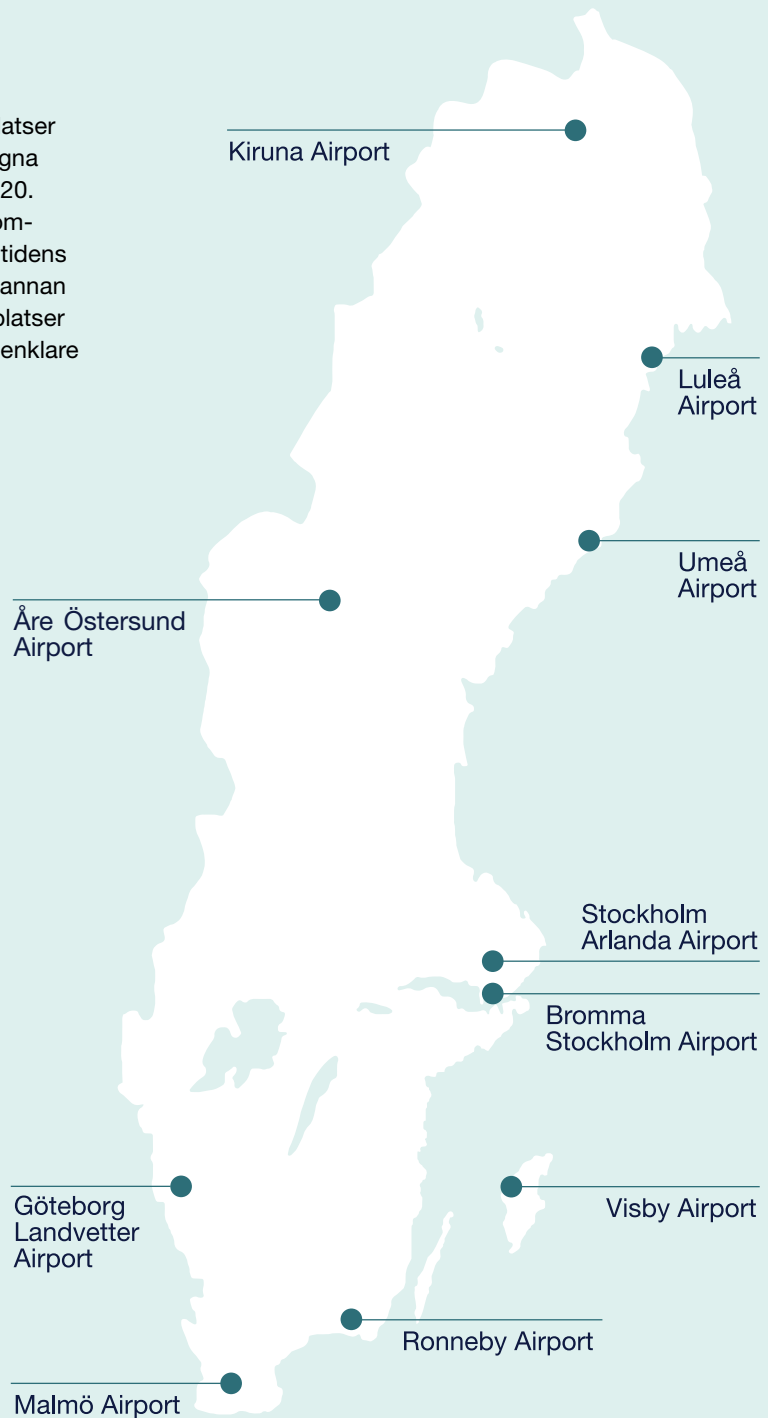 atser
gna
20.
om-
tidens
annan
platser
enklare
Kiruna Airport
Luleå
Airport
Umeå
Airport
Åre Östersund
Airport
Stockholm
Arlanda Airport
Bromma
Stockholm Airport
Göteborg
Landvetter
Airport
Visby Airport
Ronneby Airport
Malmö Airport